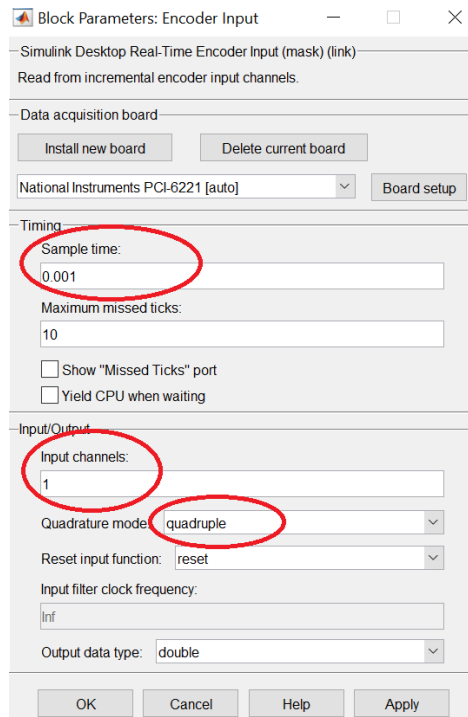 Block Parameters: Encoder Input
Simulink Desktop Real-Time Encoder Input (mask) (link)
Read from incremental encoder input channels.
Data acquisition board
Install new board Delete current board
National Instruments PCI-6221 [auto] Board setup
Timing
Sample time:
0.001
Maximum missed ticks:
10
Show "Missed Ticks" port
Yield CPU when waiting
Input/Output
Input channels:
1
Quadrature mode: quadruple
Reset input function: reset
Input filter clock frequency:
Inf
Output data type: double
OK Cancel Help Apply